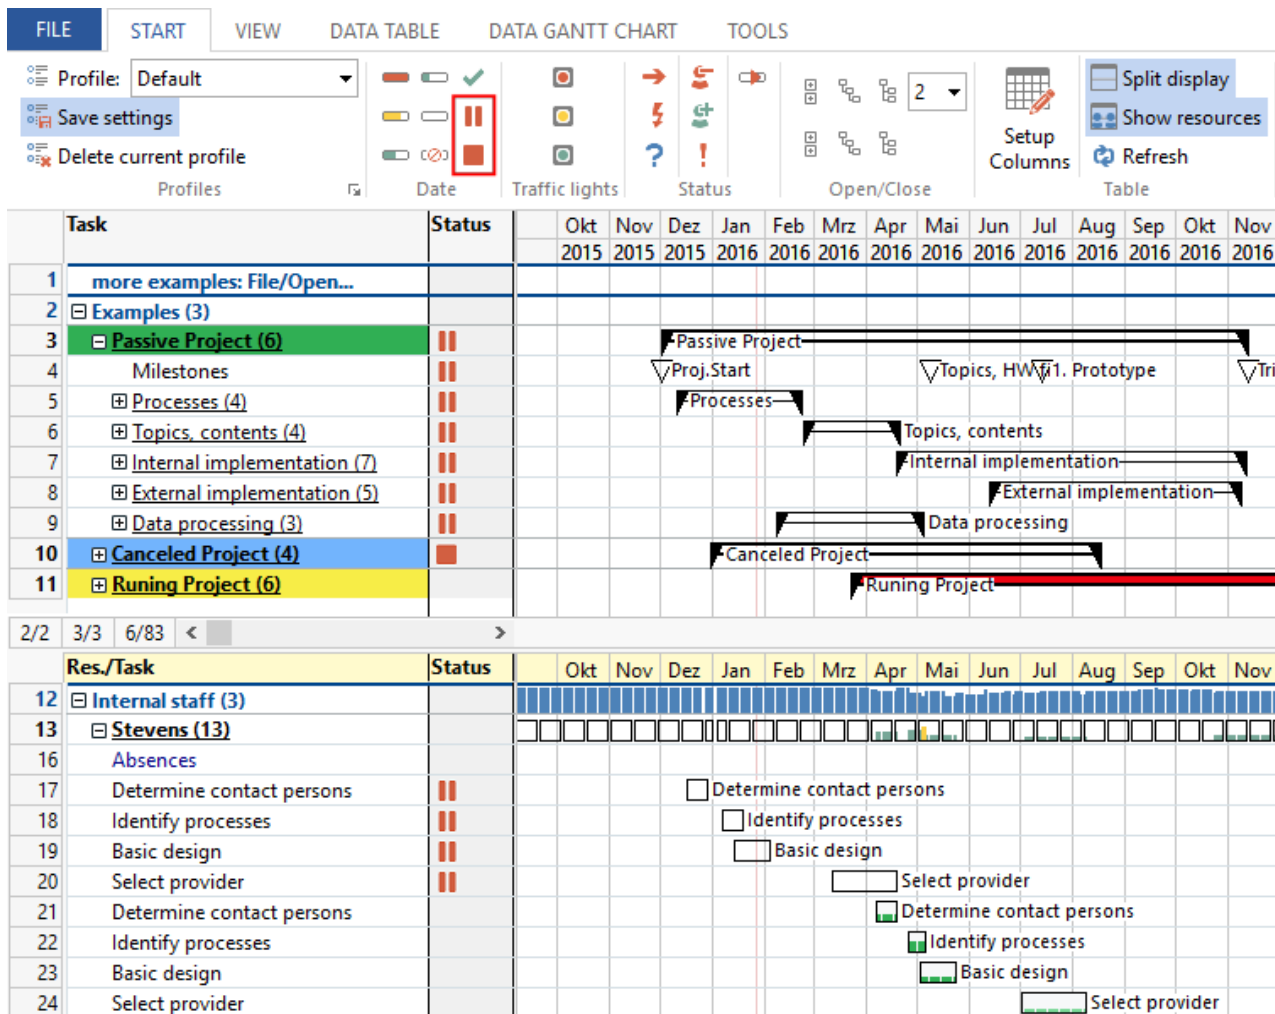 FILE START VIEW DATA TABLE DATA GANTT CHART TOOLS
Profile: Default
Save settings
Delete current profile
Profiles
Date
Traffic lights
Status
2
Open/Close
Setup
Columns
Split display
Show resources
Refresh
Table
Task Status Okt Nov Dez Jan Feb Mrz Apr Mai Jun Jul Aug Sep Okt Nov
2015 2015 2015 2016 2016 2016 2016 2016 2016 2016 2016 2016 2016 2016
1 more examples: File/Open...
2 Examples (3)
3 Passive Project (6) Passive Project
4 Milestones Proj.Start Topics, HW 1. Prototype Tri
5 Processes (4) Processes
6 Topics, contents (4) Topics, contents
7 Internal implementation (7) Internal implementation
8 External implementation (5) External implementation
9 Data processing (3) Data processing
10 Canceled Project (4) Canceled Project
11 Runing Project (6) Runing Project
2/2 3/3 6/83
Res./Task Status Okt Nov Dez Jan Feb Mrz Apr Mai Jun Jul Aug Sep Okt Nov
12 Internal staff (3)
13 Stevens (13)
16 Absences
17 Determine contact persons Determine contact persons
18 Identify processes Identify processes
19 Basic design Basic design
20 Select provider Select provider
21 Determine contact persons Determine contact persons
22 Identify processes Identify processes
23 Basic design Basic design
24 Select provider Select provider